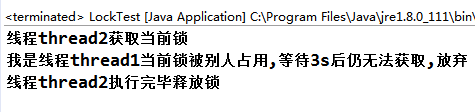 <terminated> LockTest [Java Application] C:\Program Files\Java\jre1.8.0_111\bin\
线程thread2获取当前锁
我是线程thread1当前锁被别人占用,等待3s后仍无法获取,放弃
线程thread2执行完毕释放锁